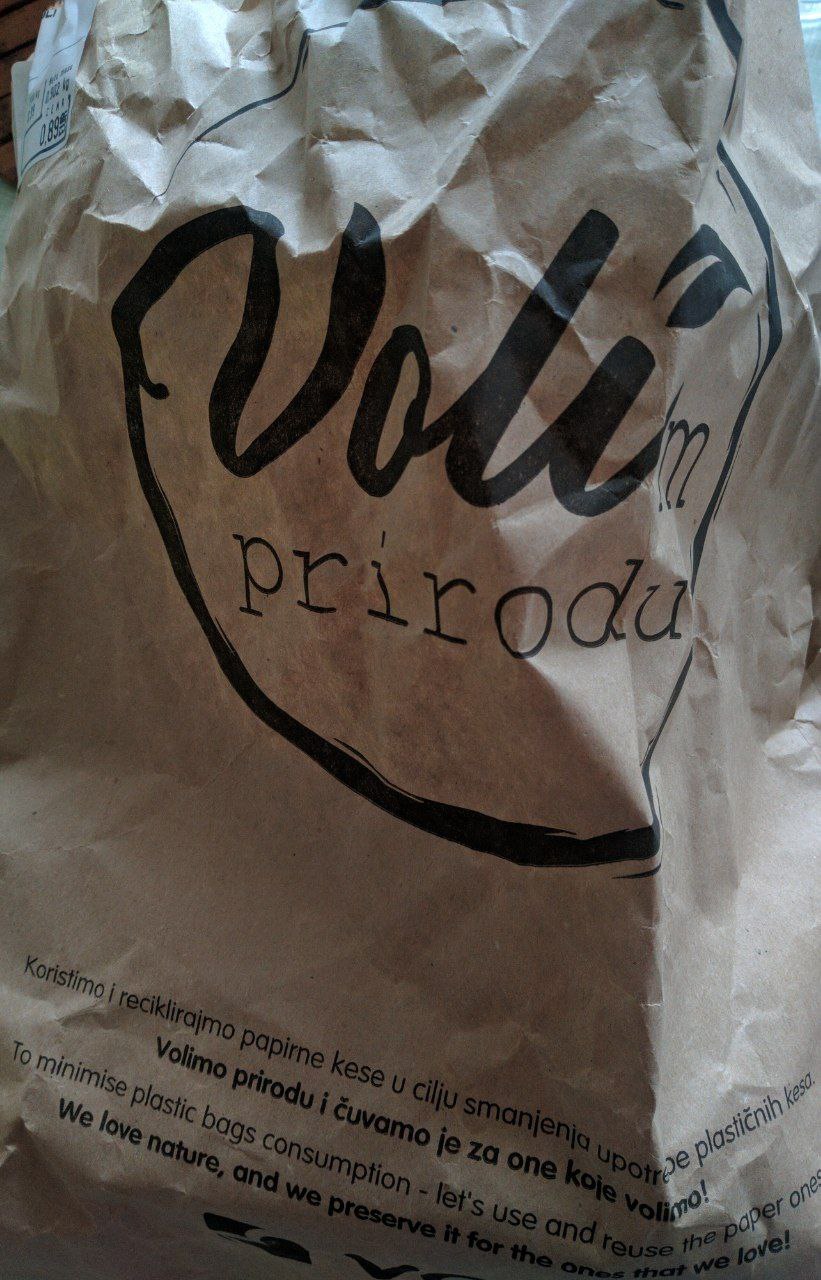 0,89
Volim
prirodu
Koristimo i reciklirajmo papirne kese u cilju smanjenja upotrebe plastičnih kesa.
Volimo prirodu i čuvamo je za one koje volimo!
To minimise plastic bags consumption - let's use and reuse the paper ones
We love nature, and we preserve it for the ones that we love!